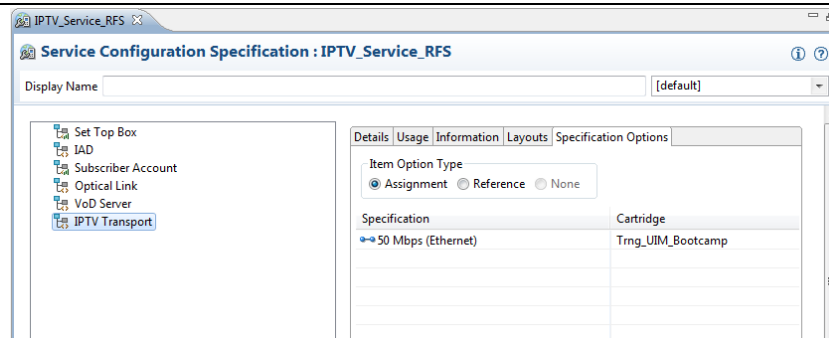 IPTV_Service_RFS
Service Configuration Specification : IPTV_Service_RFS
Display Name
[default]
Set Top Box
IAD
Subscriber Account
Optical Link
VoD Server
IPTV Transport
Details Usage Information Layouts Specification Options
Item Option Type
Assignment Reference None
Specification Cartridge
50 Mbps (Ethernet) Trng_UIM_Bootcamp